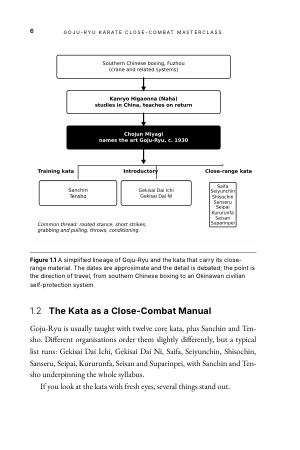 6 GOJU-RYU KARATE CLOSE-COMBAT MASTERCLASS
Southern Chinese boxing, Fuzhou
(crane and related systems)
Kanryo Higaonna (Naha)
studies in China, teaches on return
Chojun Miyagi
names the art Goju-Ryu, c. 1930
Training kata Introductory Close-range kata
Sanchin
Tensho
Gekisai Dai Ichi
Gekisai Dai Ni
Saifa
Seiyunchin
Shisochin
Sanseru
Seipai
Kururunfa
Seisan
Suparinpei
Common thread: rooted stance, short strikes,
grabbing and pulling, throws, conditioning.
Figure 1.1 A simplified lineage of Goju-Ryu and the kata that carry its close-
range material. The dates are approximate and the detail is debated; the point is
the direction of travel, from southern Chinese boxing to an Okinawan civilian
self-protection system.
1.2 The Kata as a Close-Combat Manual
Goju-Ryu is usually taught with twelve core kata, plus Sanchin and Ten-
sho. Different organisations order them slightly differently, but a typical
list runs: Gekisai Dai Ichi, Gekisai Dai Ni, Saifa, Seiyunchin, Shisochin,
Sanseru, Seipai, Kururunfa, Seisan and Suparinpei, with Sanchin and Ten-
sho underpinning the whole syllabus.
If you look at the kata with fresh eyes, several things stand out.